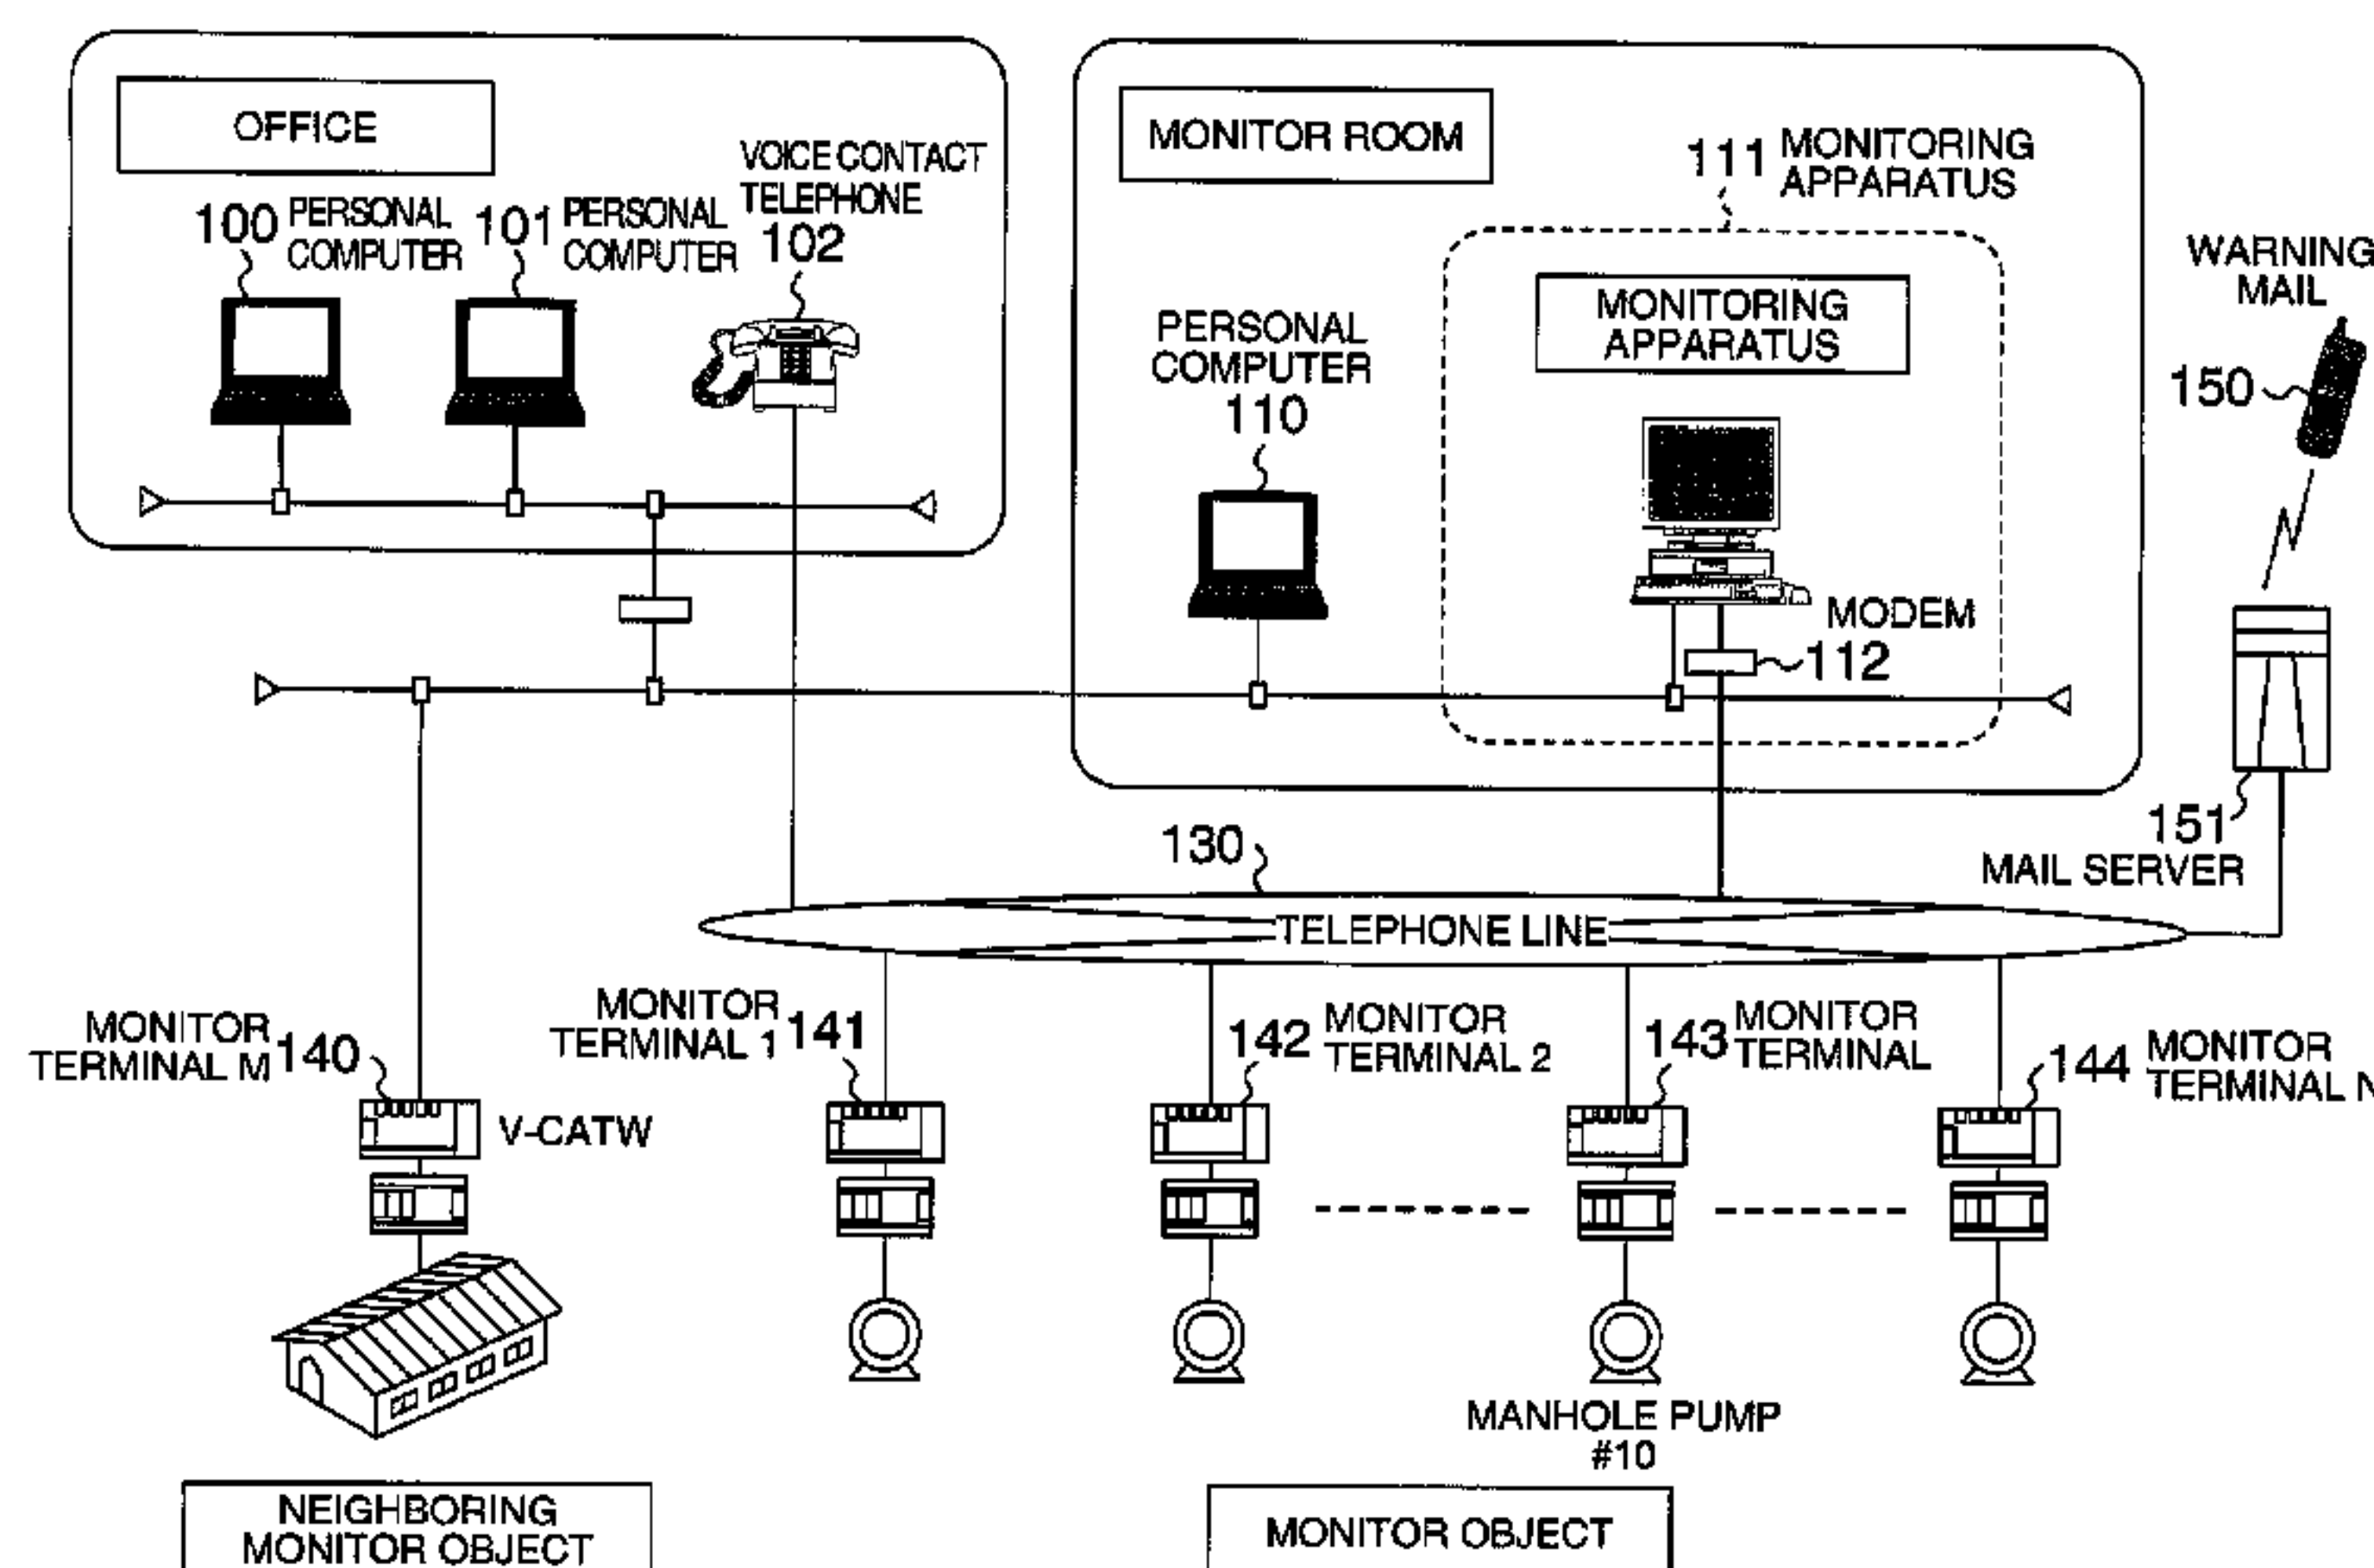 OFFICE
VOICE CONTACT
TELEPHONE
102
100 PERSONAL
COMPUTER
101 PERSONAL
COMPUTER
MONITOR ROOM
111 MONITORING
APPARATUS
MONITORING
APPARATUS
PERSONAL
COMPUTER
110
MODEM
112
WARNING
MAIL
150
151
MAIL SERVER
130
TELEPHONE LINE
MONITOR
TERMINAL M 140
V-CATW
MONITOR
TERMINAL 1 141
142 MONITOR
TERMINAL 2
143 MONITOR
TERMINAL
144 MONITOR
TERMINAL N
MANHOLE PUMP
#10
NEIGHBORING
MONITOR OBJECT
MONITOR OBJECT